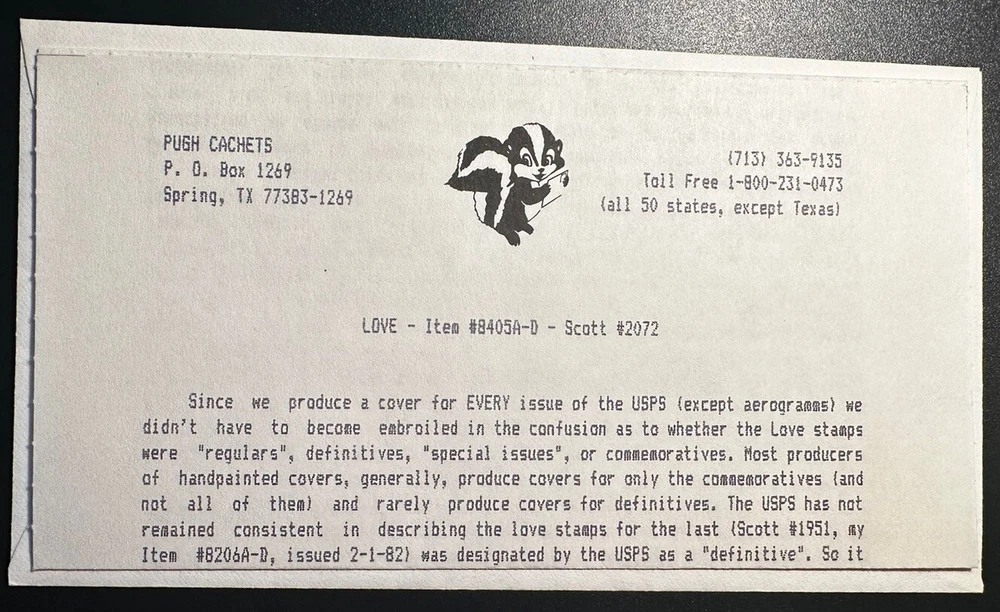 PUGH CACHETS
P. O. Box 1269
Spring, TX 77383-1269
(713) 363-9135
Toll Free 1-800-231-0473
(all 50 states, except Texas)
LOVE - Item #8405A-D - Scott #2072
Since we produce a cover for EVERY issue of the USPS (except aerogramms) we
didn't have to become embroiled in the confusion as to whether the Love stamps
were "regulars", definitives, "special issues", or commemoratives. Most producers
of handpainted covers, generally, produce covers for only the commemoratives (and
not all of them) and rarely produce covers for definitives. The USPS has not
remained consistent in describing the love stamps for the last (Scott #1951, my
Item #8206A-D, issued 2-1-82) was designated by the USPS as a "definitive". So it